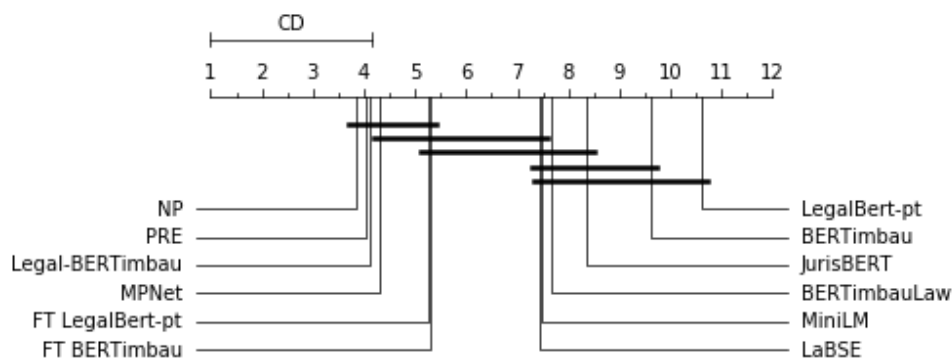 CD
1 2 3 4 5 6 7 8 9 10 11 12
NP LegalBert-pt
PRE BERTimbau
Legal-BERTimbau JurisBERT
MPNet BERTimbauLaw
FT LegalBert-pt MiniLM
FT BERTimbau LaBSE